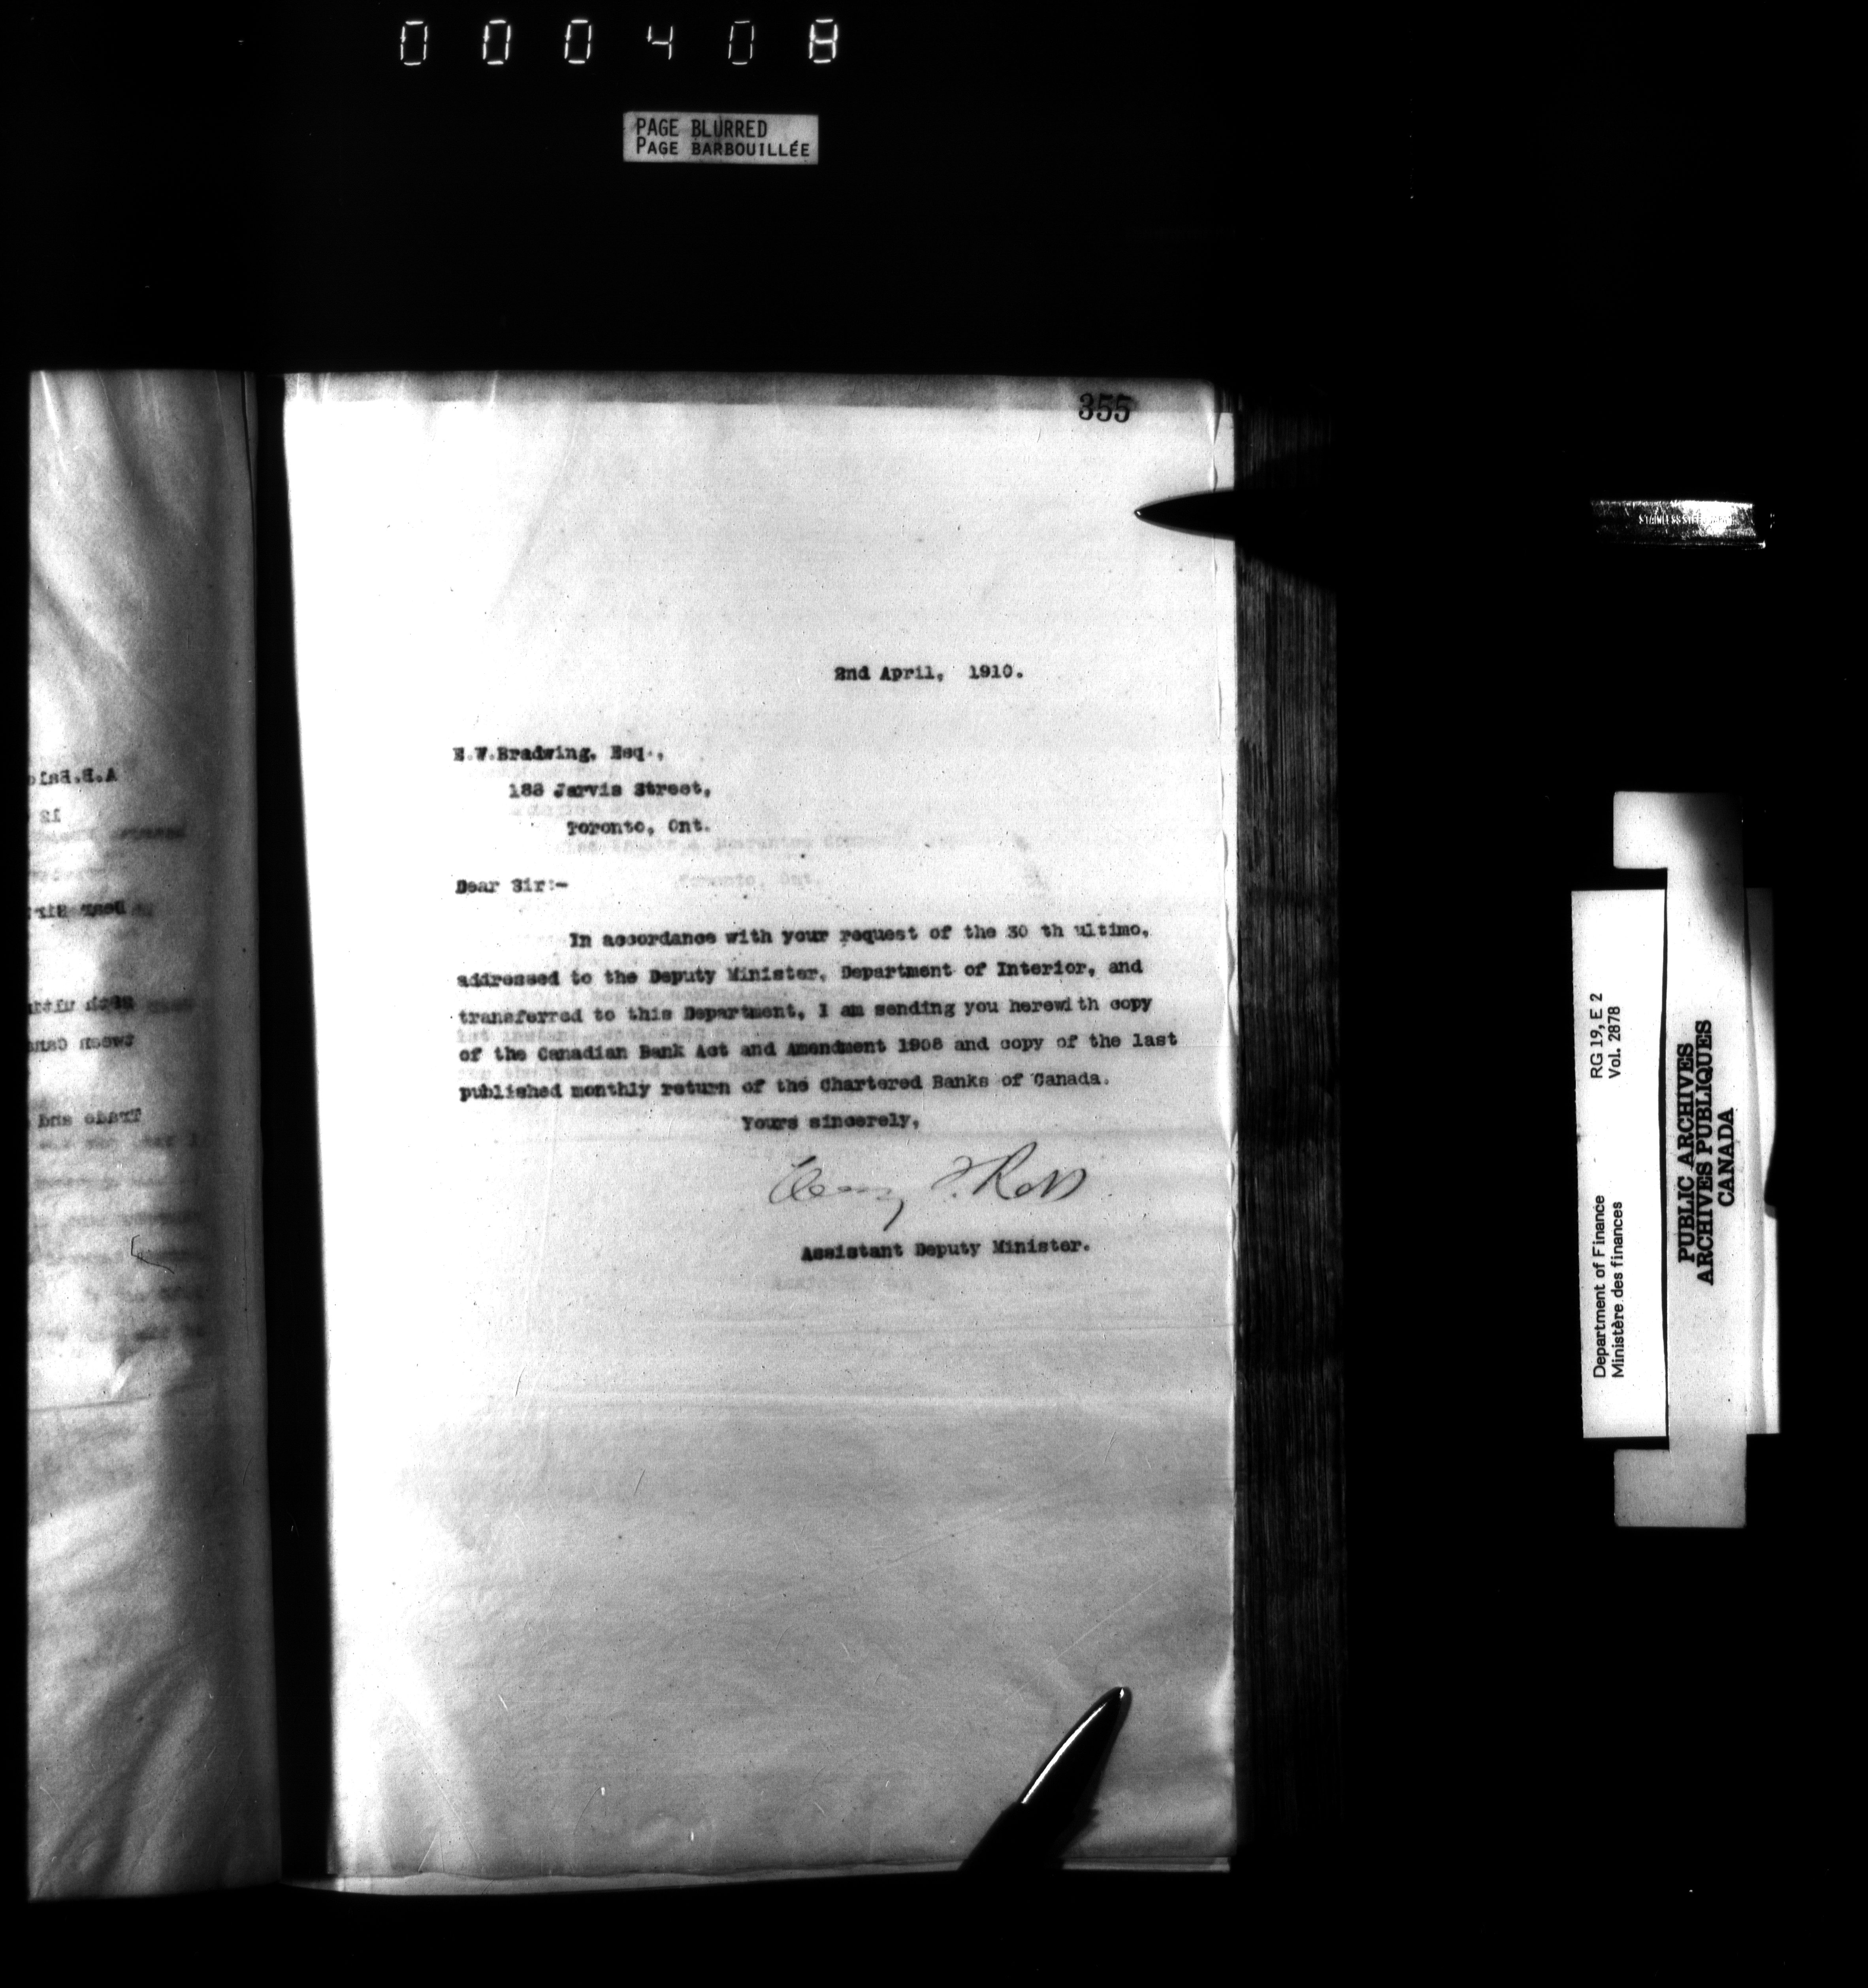 000408
PAGE BLURRED
PAGE BARBOUILLÉE
355
2nd April, 1910.
E.W.Bradwing, Esq.,
188 Jarvis Street,
Toronto, Ont.
Dear Sir:-
In accordance with your request of the 30 th ultimo,
addressed to the Deputy Minister, Department of Interior, and
transferred to this Department, I am sending you herewith copy
of the Canadian Bank Act and Amendment 1908 and copy of the last
published monthly return of the Chartered Banks of Canada.
Yours sincerely,
Assistant Deputy Minister.
Department of Finance RG 19, E 2
Ministère des finances Vol. 2878
PUBLIC ARCHIVES
ARCHIVES PUBLIQUES
CANADA